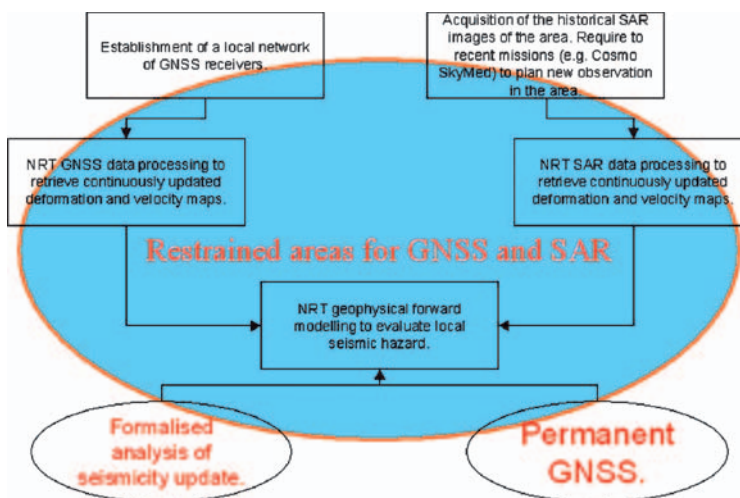 Establishment of a local network
of GNSS receivers.
Acquisition of the historical SAR
images of the area. Require to
recent missions (e.g. Cosmo
SkyMed) to plan new observation
in the area.
NRT GNSS data processing to
retrieve continuously updated
deformation and velocity maps.
NRT SAR data processing to
retrieve continuously updated
deformation and velocity maps.
Restrained areas for GNSS and SAR
NRT geophysical forward
modelling to evaluate local
seismic hazard.
Formalised
analysis of
seismicity update.
Permanent
GNSS.